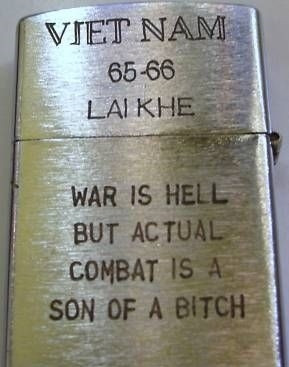 VIET NAM
65-66
LAI KHE
WAR IS HELL
BUT ACTUAL
COMBAT IS A
SON OF A BITCH